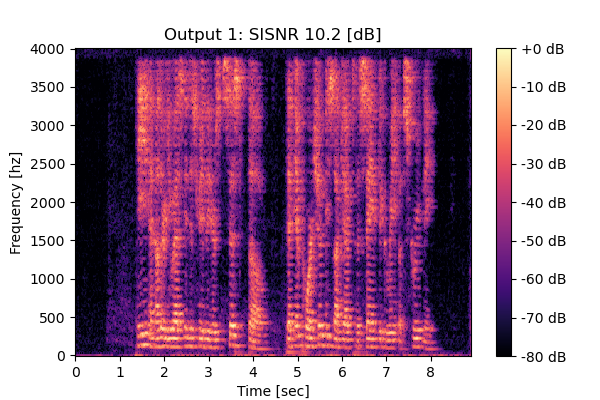 Output 1: SISNR 10.2 [dB]
4000
3500
3000
2500
2000
1500
1000
500
0
Frequency [hz]
0 1 2 3 4 5 6 7 8
Time [sec]
+0 dB
-10 dB
-20 dB
-30 dB
-40 dB
-50 dB
-60 dB
-70 dB
-80 dB